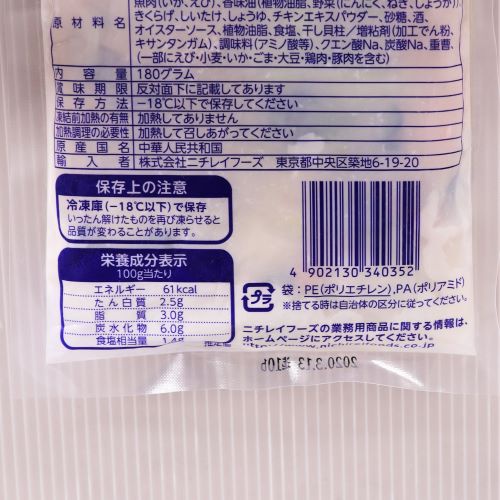 魚肉(いか、えび)、香味油(植物油脂、野菜(にんにく、ねぎ、しょうが)、
原材料名 きくらげ、しいたけ、しょうゆ、チキンエキスパウダー、砂糖、酒、
オイスターソース、植物油脂、食塩、干し貝柱／増粘剤(加工でん粉、
キサンタンガム)、調味料(アミノ酸等)、クエン酸Na、炭酸Na、重曹、
(一部にえび・小麦・いか・ごま・大豆・鶏肉・豚肉を含む)
内容量 180グラム
賞味期限 反対面下に記載してあります
保存方法 −18℃以下で保存してください
凍結前加熱の有無 加熱してありません
加熱調理の必要性 加熱して召しあがってください
原産国名 中華人民共和国
輸入者 株式会社ニチレイフーズ 東京都中央区築地6-19-20
保存上の注意
冷凍庫(−18℃以下)で保存
いったん解けたものを再び凍らせると
品質が変わることがあります。
栄養成分表示
100g当たり
エネルギー 61kcal
たん白質 2.5g
脂質 3.0g
炭水化物 6.0g
食塩相当量 1.4g
推定値
4 902130 340352
プラ
袋:PE(ポリエチレン),PA(ポリアミド)
※捨てる時は自治体の区分に従ってください。
ニチレイフーズの業務用商品に関する情報は、
ホームページにアクセスしてください。
2020.3.13